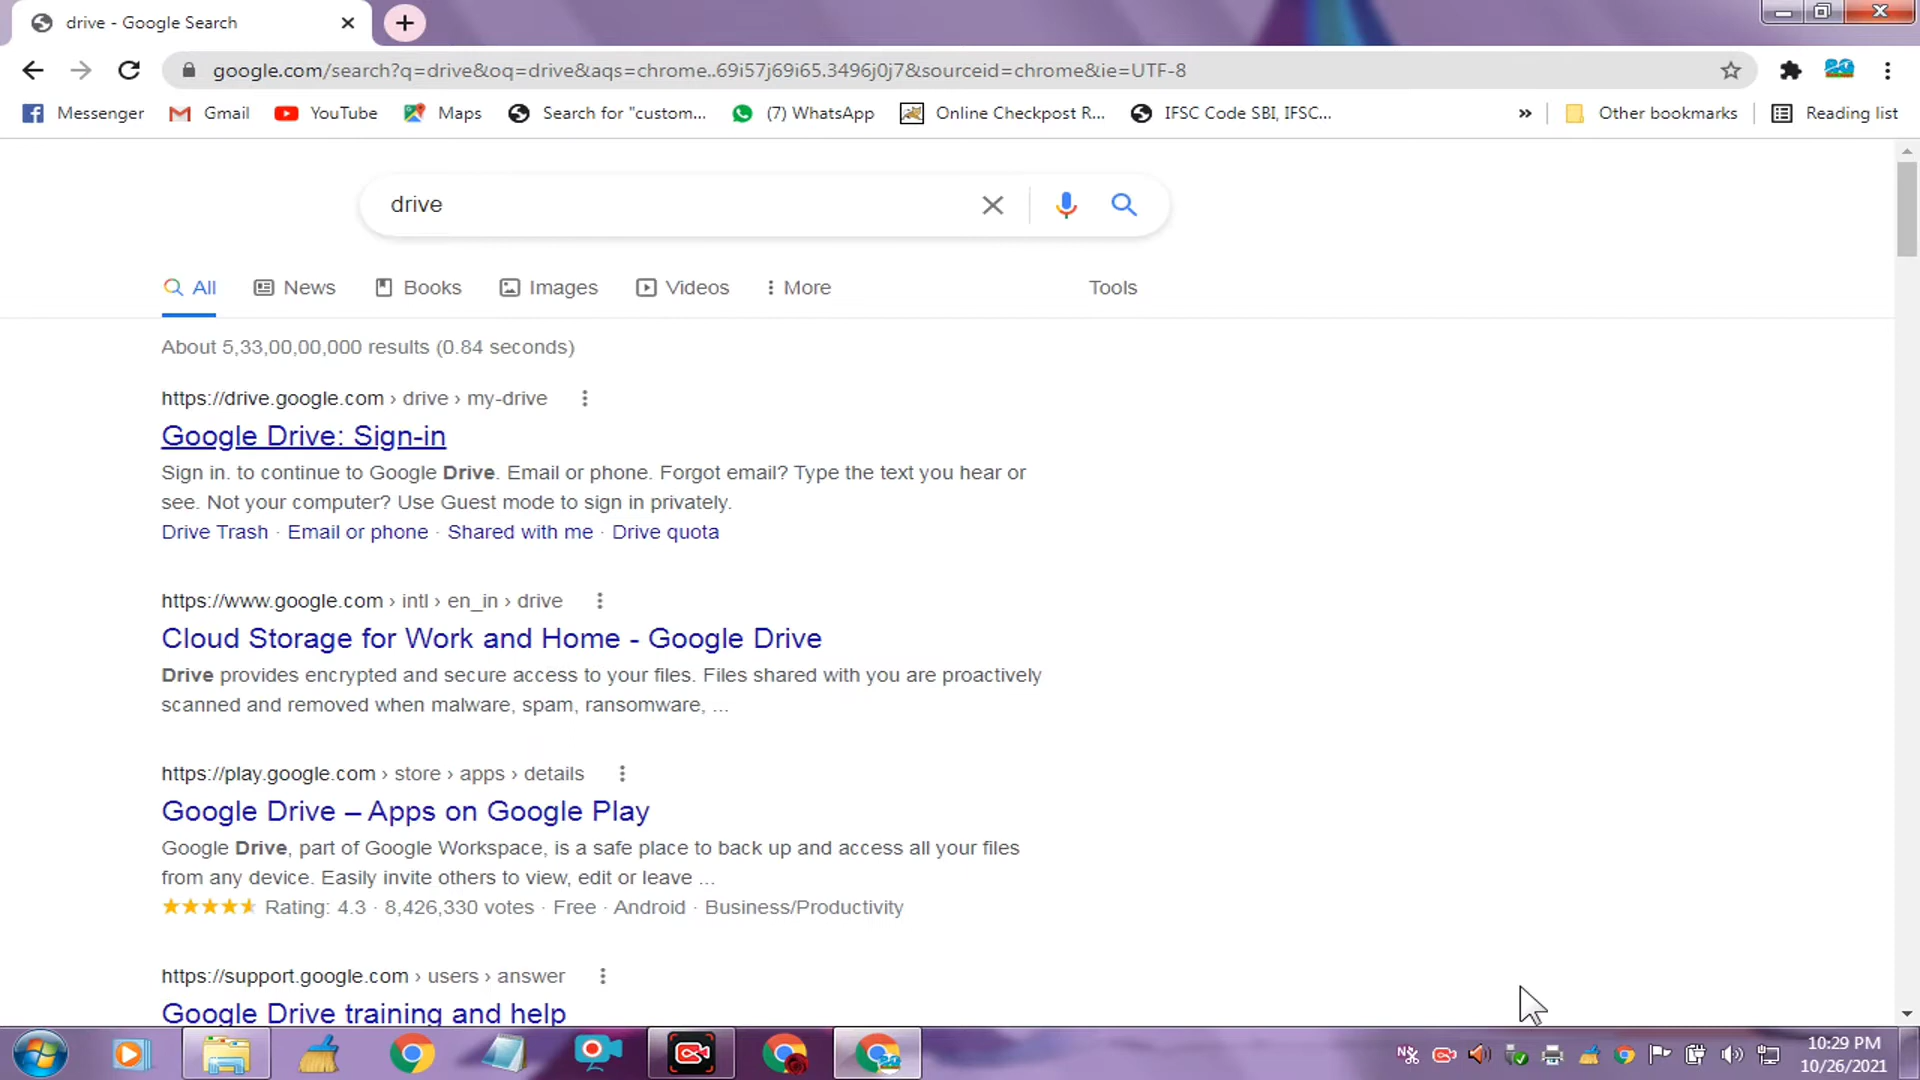 drive - Google Search
google.com/search?q=drive&oq=drive&aqs=chrome..69i57j69i65.3496j0j7&sourceid=chrome&ie=UTF-8
Messenger Gmail YouTube Maps Search for "custom... (7) WhatsApp Online Checkpost R... IFSC Code SBI, IFSC... » Other bookmarks Reading list
drive
All News Books Images Videos More Tools
About 5,33,00,00,000 results (0.84 seconds)
https://drive.google.com › drive › my-drive
Google Drive: Sign-in
Sign in. to continue to Google Drive. Email or phone. Forgot email? Type the text you hear or
see. Not your computer? Use Guest mode to sign in privately.
Drive Trash · Email or phone · Shared with me · Drive quota
https://www.google.com › intl › en_in › drive
Cloud Storage for Work and Home - Google Drive
Drive provides encrypted and secure access to your files. Files shared with you are proactively
scanned and removed when malware, spam, ransomware, ...
https://play.google.com › store › apps › details
Google Drive – Apps on Google Play
Google Drive, part of Google Workspace, is a safe place to back up and access all your files
from any device. Easily invite others to view, edit or leave ...
Rating: 4.3 · 8,426,330 votes · Free · Android · Business/Productivity
https://support.google.com › users › answer
Google Drive training and help
10:29 PM
10/26/2021